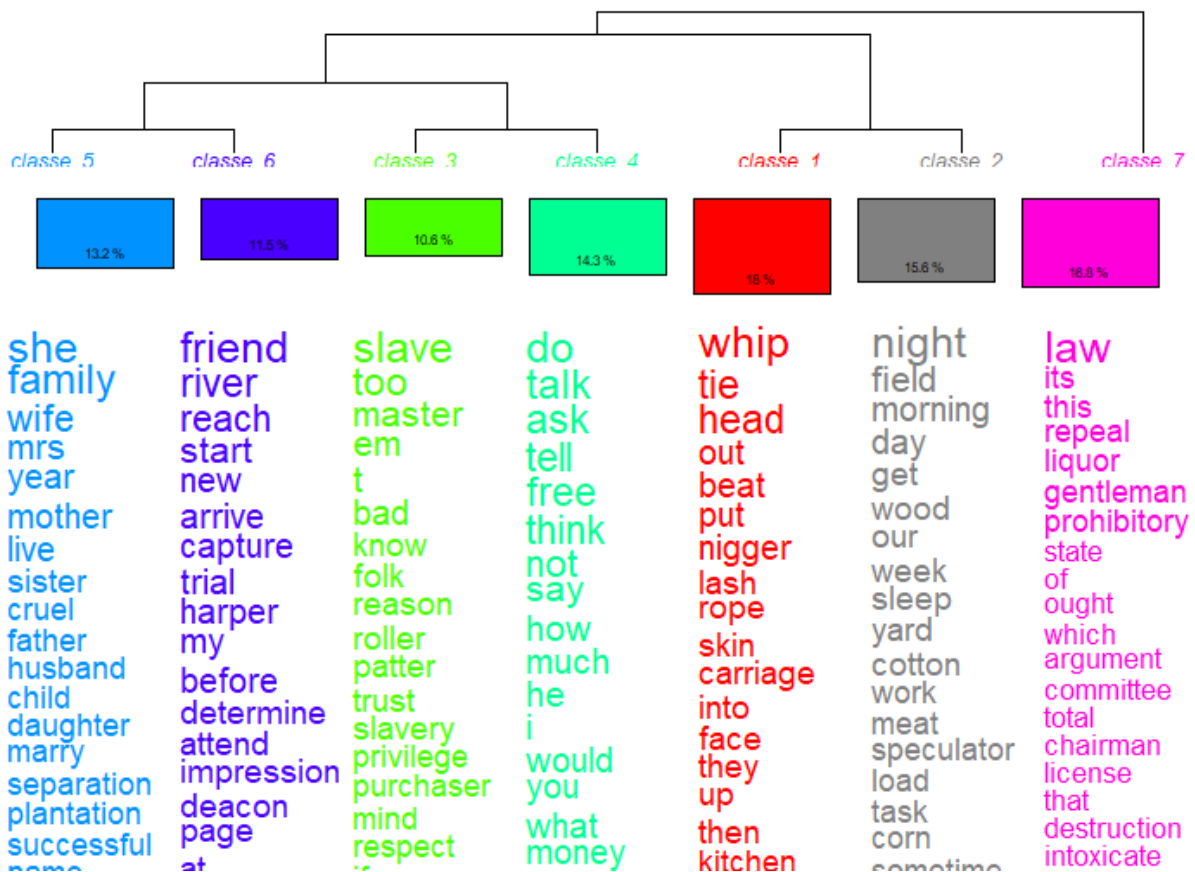 classe 5
classe 6
classe 3
classe 4
classe 1
classe 2
classe 7
13.2 %
11.5 %
10.6 %
14.3 %
18 %
15.6 %
16.8 %
she
family
wife
mrs
year
mother
live
sister
cruel
father
husband
child
daughter
marry
separation
plantation
successful
name
friend
river
reach
start
new
arrive
capture
trial
harper
my
before
determine
attend
impression
deacon
page
at
slave
too
master
em
t
bad
know
folk
reason
roller
patter
trust
slavery
privilege
purchaser
mind
respect
if
do
talk
ask
tell
free
think
not
say
how
much
he
i
would
you
what
money
whip
tie
head
out
beat
put
nigger
lash
rope
skin
carriage
into
face
they
up
then
kitchen
night
field
morning
day
get
wood
our
week
sleep
yard
cotton
work
meat
speculator
load
task
corn
sometime
law
its
this
repeal
liquor
gentleman
prohibitory
state
of
ought
which
argument
committee
total
chairman
license
that
destruction
intoxicate